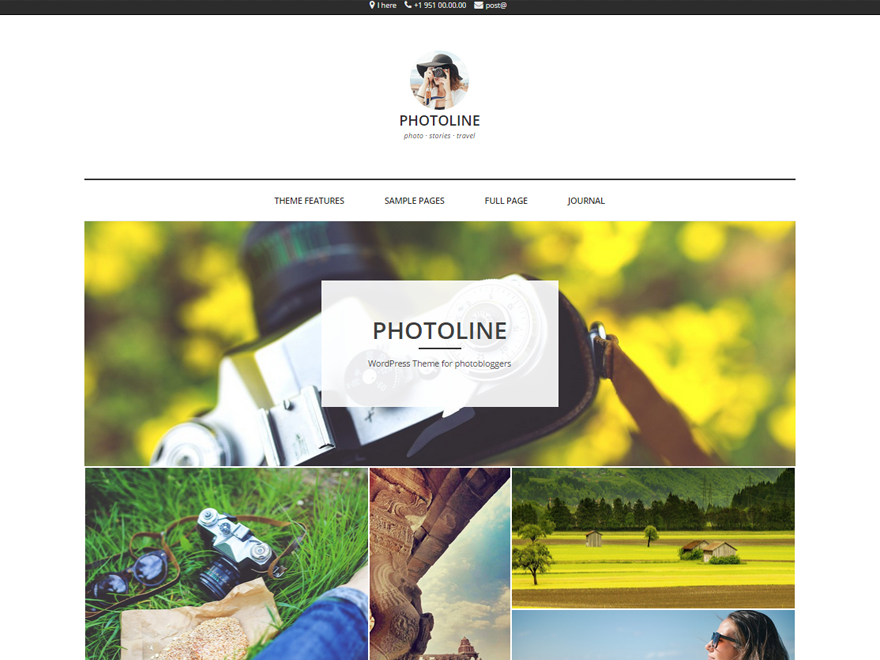 I here +1 951 00.00.00 post@
PHOTOLINE
photo · stories · travel
THEME FEATURES SAMPLE PAGES FULL PAGE JOURNAL
PHOTOLINE
WordPress Theme for photobloggers